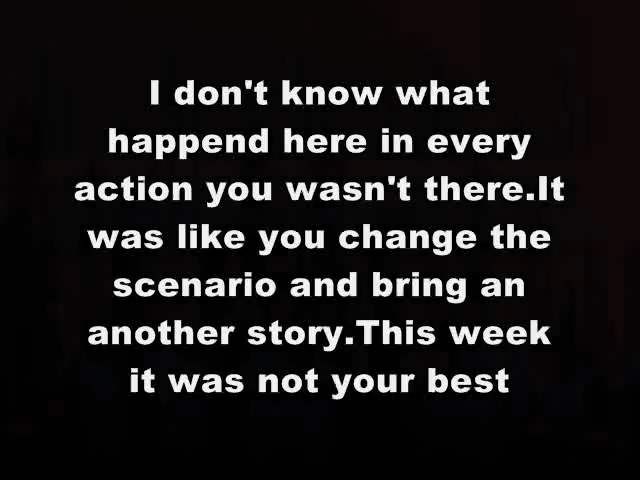 I don't know what
happend here in every
action you wasn't there.It
was like you change the
scenario and bring an
another story.This week
it was not your best